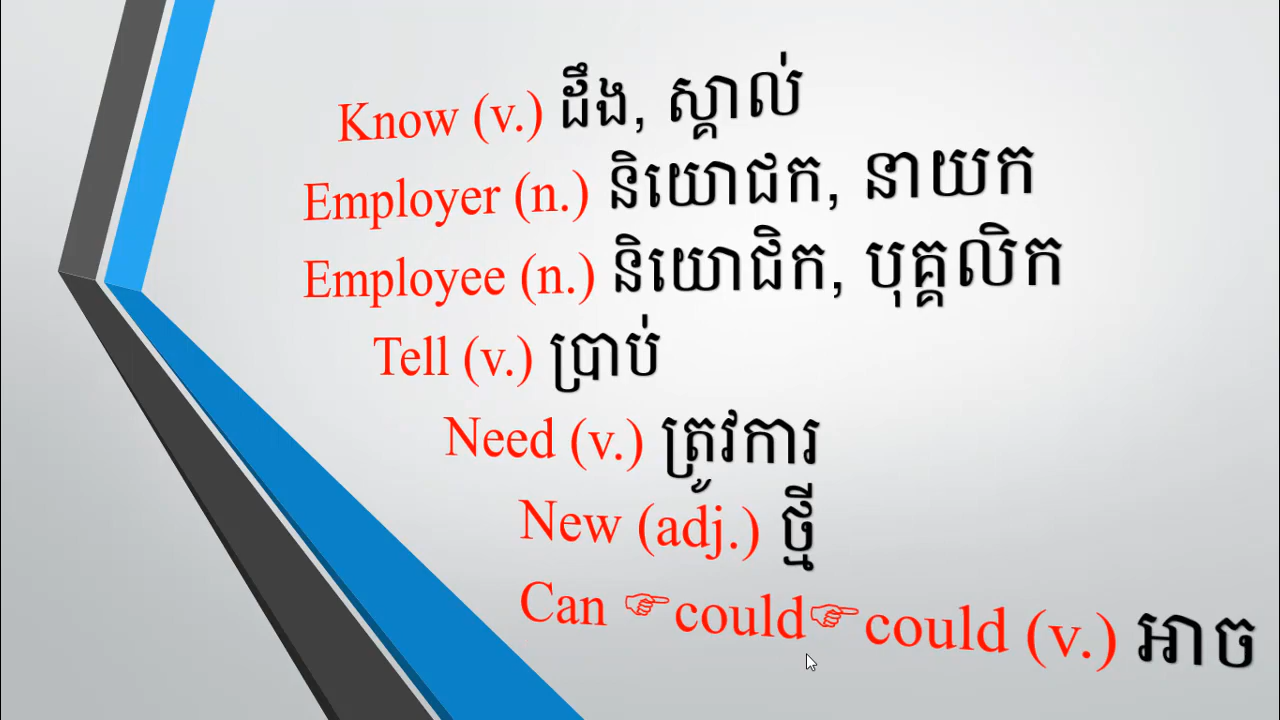 Know (v.) ដឹង, ស្គាល់
Employer (n.) និយោជក, នាយក
Employee (n.) និយោជិក, បុគ្គលិក
Tell (v.) ប្រាប់
Need (v.) ត្រូវការ
New (adj.) ថ្មី
Can ☞could☞could (v.) អាច